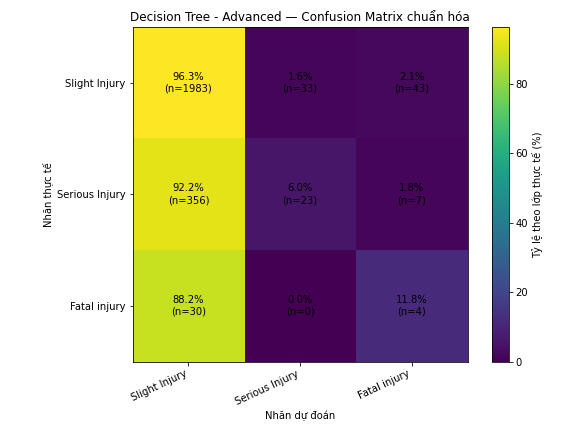 Decision Tree - Advanced — Confusion Matrix chuẩn hóa
Nhãn thực tế
Slight Injury
96.3%
(n=1983)
1.6%
(n=33)
2.1%
(n=43)
Serious Injury
92.2%
(n=356)
6.0%
(n=23)
1.8%
(n=7)
Fatal injury
88.2%
(n=30)
0.0%
(n=0)
11.8%
(n=4)
Slight Injury
Serious Injury
Fatal injury
Nhãn dự đoán
80
60
40
20
0
Tỷ lệ theo lớp thực tế (%)